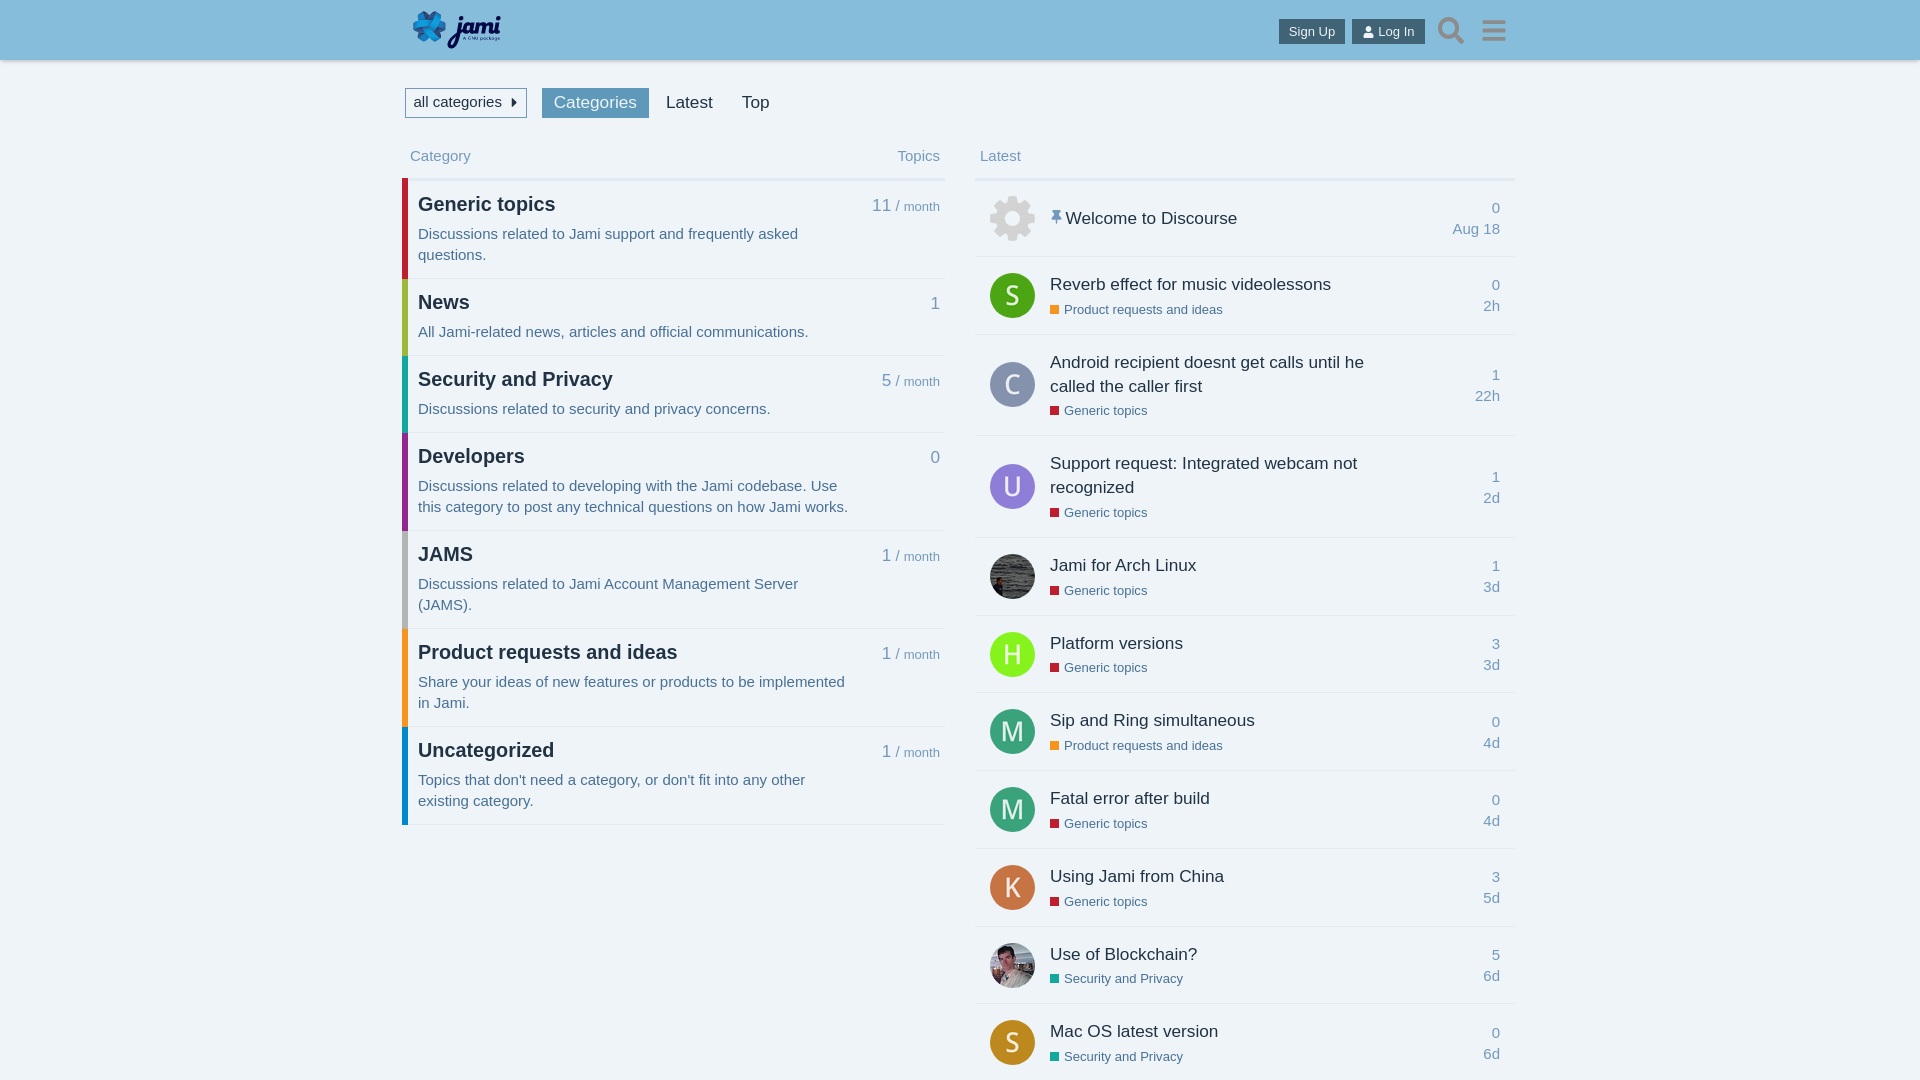 jami
A GNU package
Sign Up
Log In
all categories
Categories
Latest
Top
Category
Topics
Generic topics
11 / month
Discussions related to Jami support and frequently asked
questions.
News
1
All Jami-related news, articles and official communications.
Security and Privacy
5 / month
Discussions related to security and privacy concerns.
Developers
0
Discussions related to developing with the Jami codebase. Use
this category to post any technical questions on how Jami works.
JAMS
1 / month
Discussions related to Jami Account Management Server
(JAMS).
Product requests and ideas
1 / month
Share your ideas of new features or products to be implemented
in Jami.
Uncategorized
1 / month
Topics that don't need a category, or don't fit into any other
existing category.
Latest
Welcome to Discourse
0
Aug 18
S
Reverb effect for music videolessons
Product requests and ideas
0
2h
C
Android recipient doesnt get calls until he
called the caller first
Generic topics
1
22h
U
Support request: Integrated webcam not
recognized
Generic topics
1
2d
Jami for Arch Linux
Generic topics
1
3d
H
Platform versions
Generic topics
3
3d
M
Sip and Ring simultaneous
Product requests and ideas
0
4d
M
Fatal error after build
Generic topics
0
4d
K
Using Jami from China
Generic topics
3
5d
Use of Blockchain?
Security and Privacy
5
6d
S
Mac OS latest version
Security and Privacy
0
6d